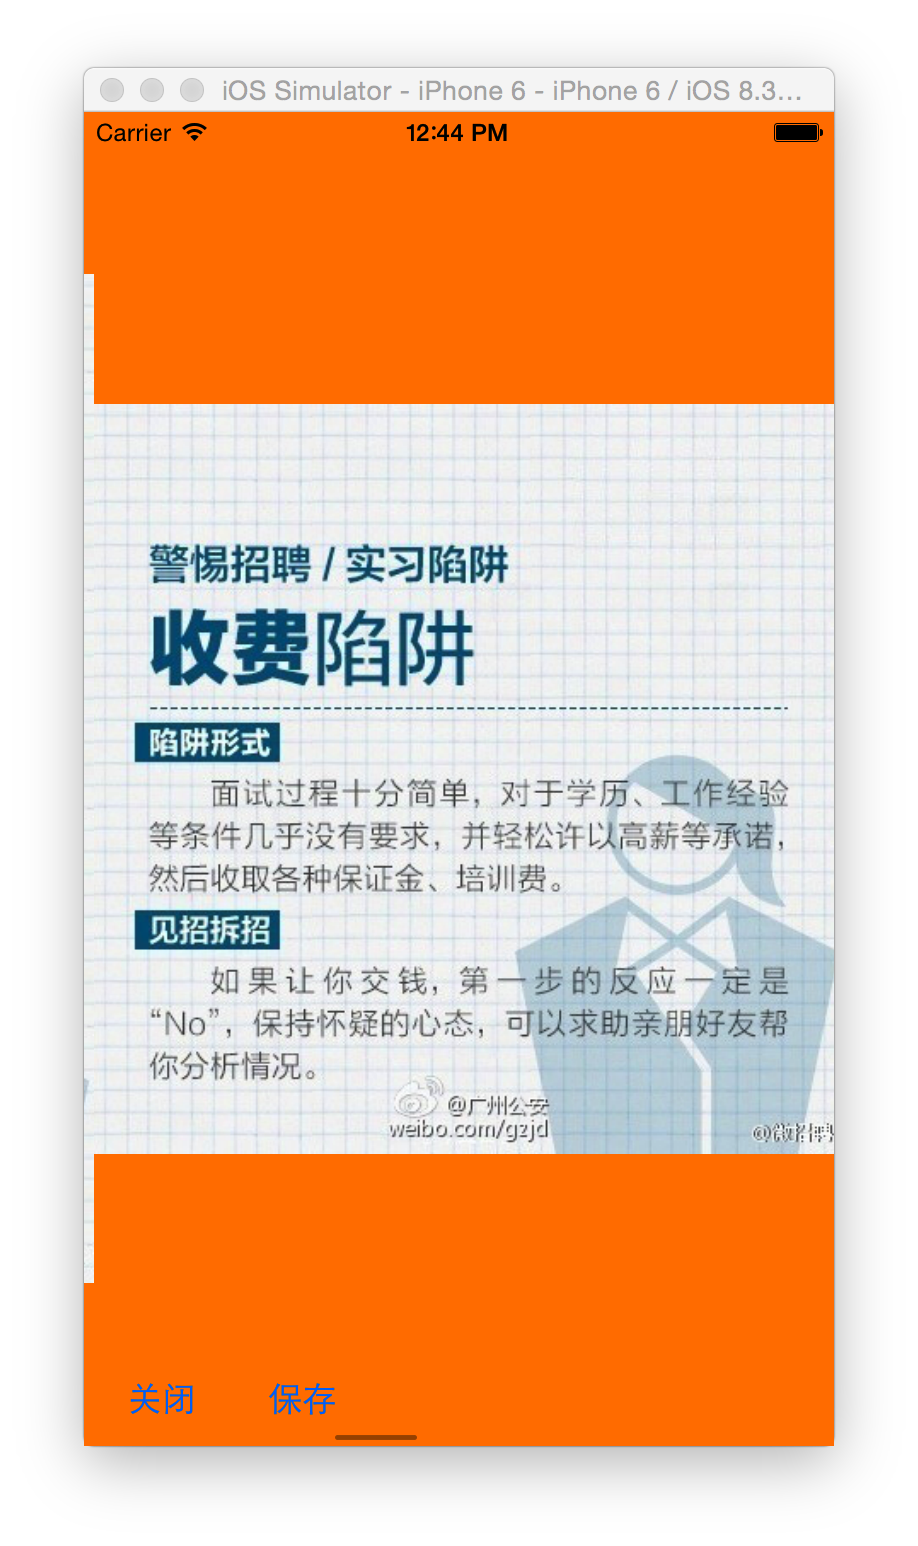 iOS Simulator - iPhone 6 - iPhone 6 / iOS 8.3...
Carrier 12:44 PM
警惕招聘 / 实习陷阱
收费陷阱
陷阱形式
面试过程十分简单，对于学历、工作经验
等条件几乎没有要求，并轻松许以高薪等承诺，
然后收取各种保证金、培训费。
见招拆招
如果让你交钱，第一步的反应一定是
“No”，保持怀疑的心态，可以求助亲朋好友帮
你分析情况。
@广州公安
weibo.com/gzjd
关闭 保存